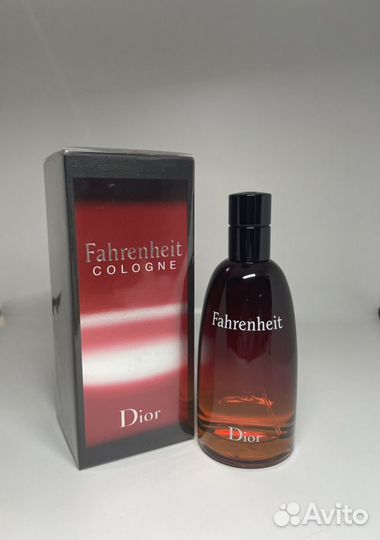 Fahrenheit
COLOGNE
Dior
Fahrenheit
Dior
Avito